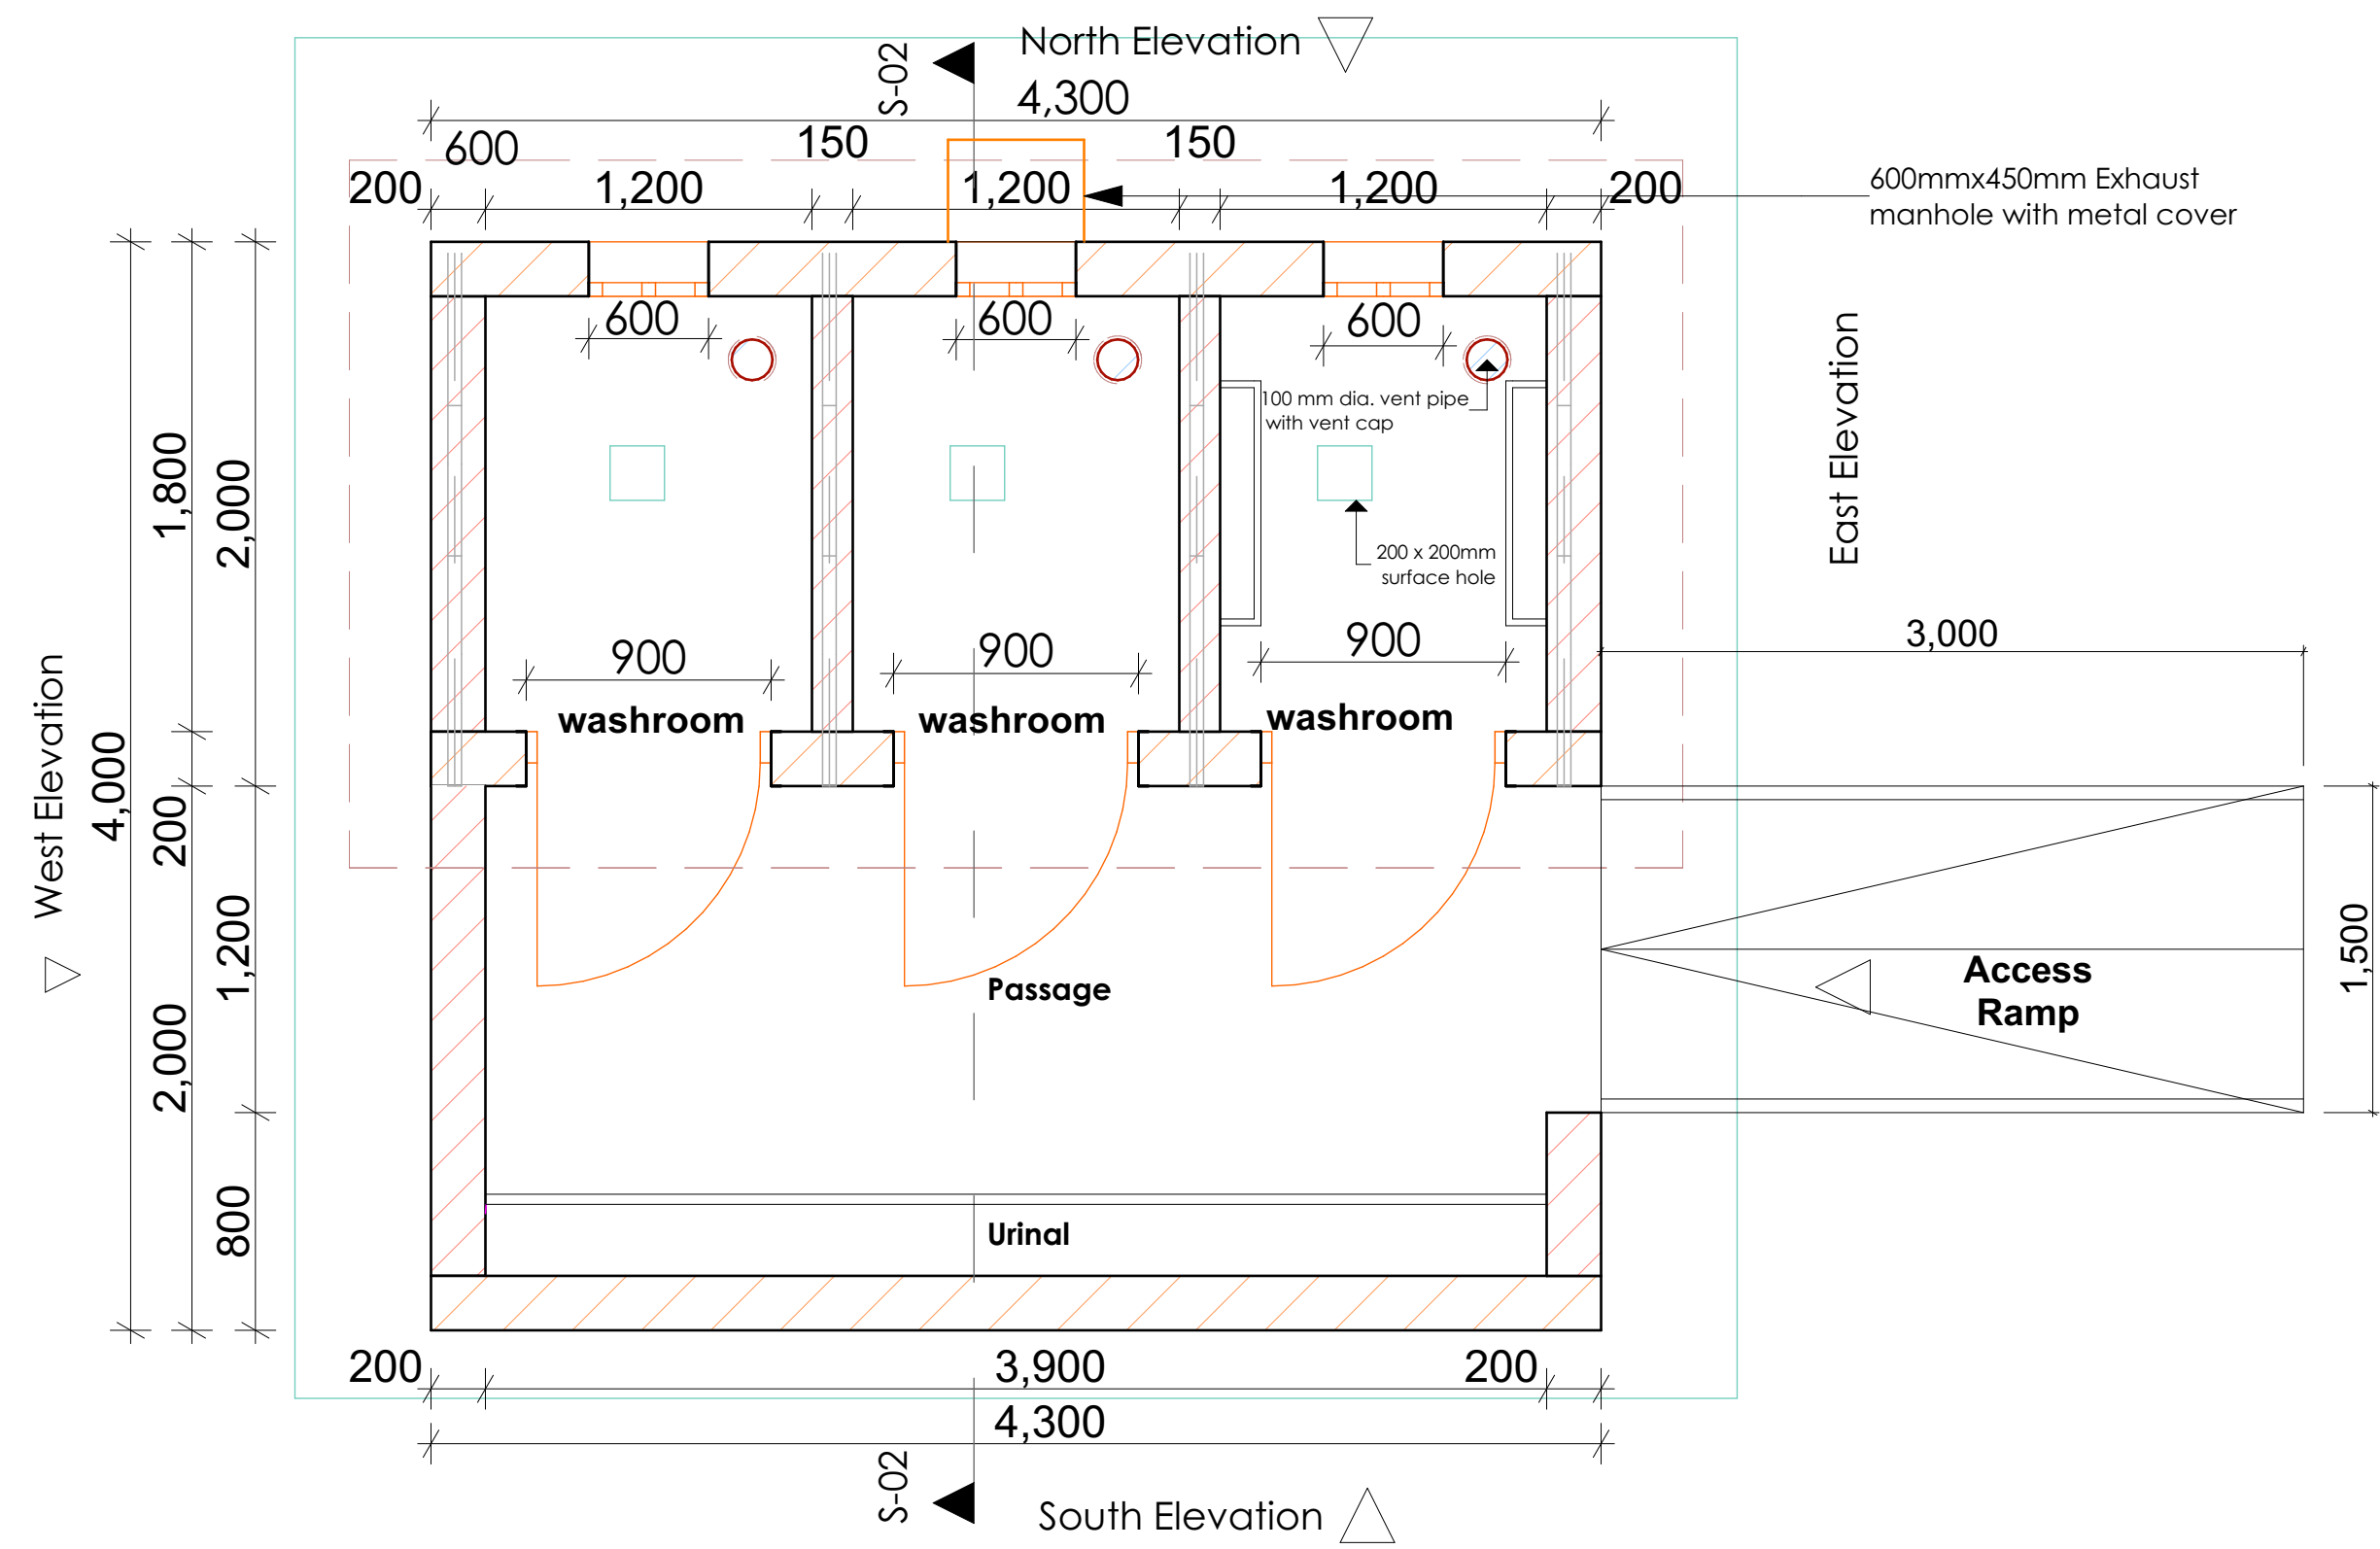 North Elevation
S-02
4,300
600
150
150
200
1,200
1,200
1,200
200
600mmx450mm Exhaust
manhole with metal cover
600
600
600
100 mm dia. vent pipe
with vent cap
200 x 200mm
surface hole
East Elevation
1,800
2,000
900
900
900
3,000
washroom
washroom
washroom
West Elevation
4,000
200
1,200
2,000
800
Passage
Access
Ramp
1,500
Urinal
200
3,900
200
4,300
S-02
South Elevation